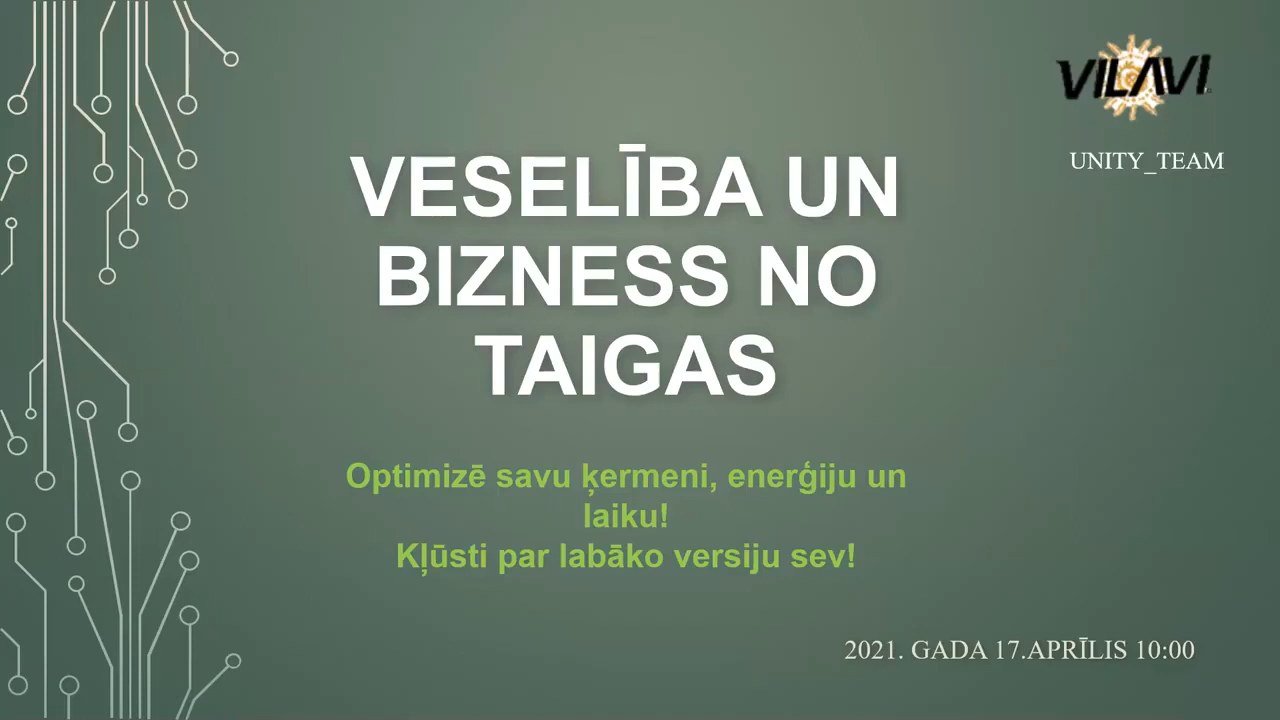 VILAVI
UNITY_TEAM
VESELĪBA UN
BIZNESS NO
TAIGAS
Optimizē savu ķermeni, enerģiju un
laiku!
Kļūsti par labāko versiju sev!
2021. GADA 17.APRĪLIS 10:00